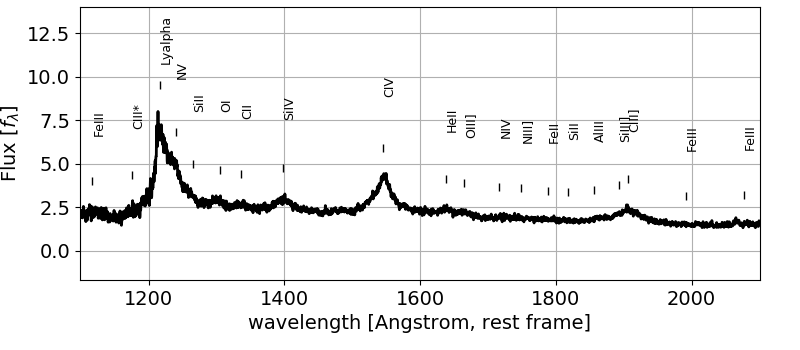 Flux [fλ]
12.5
10.0
7.5
5.0
2.5
0.0
FeIII
CIII*
Lyalpha
NV
SiII
OI
CII
SiIV
CIV
HeII
OIII]
NIV
NIII]
FeII
SiII
AlIII
SiIII]
CIII]
FeIII
FeIII
1200 1400 1600 1800 2000
wavelength [Angstrom, rest frame]